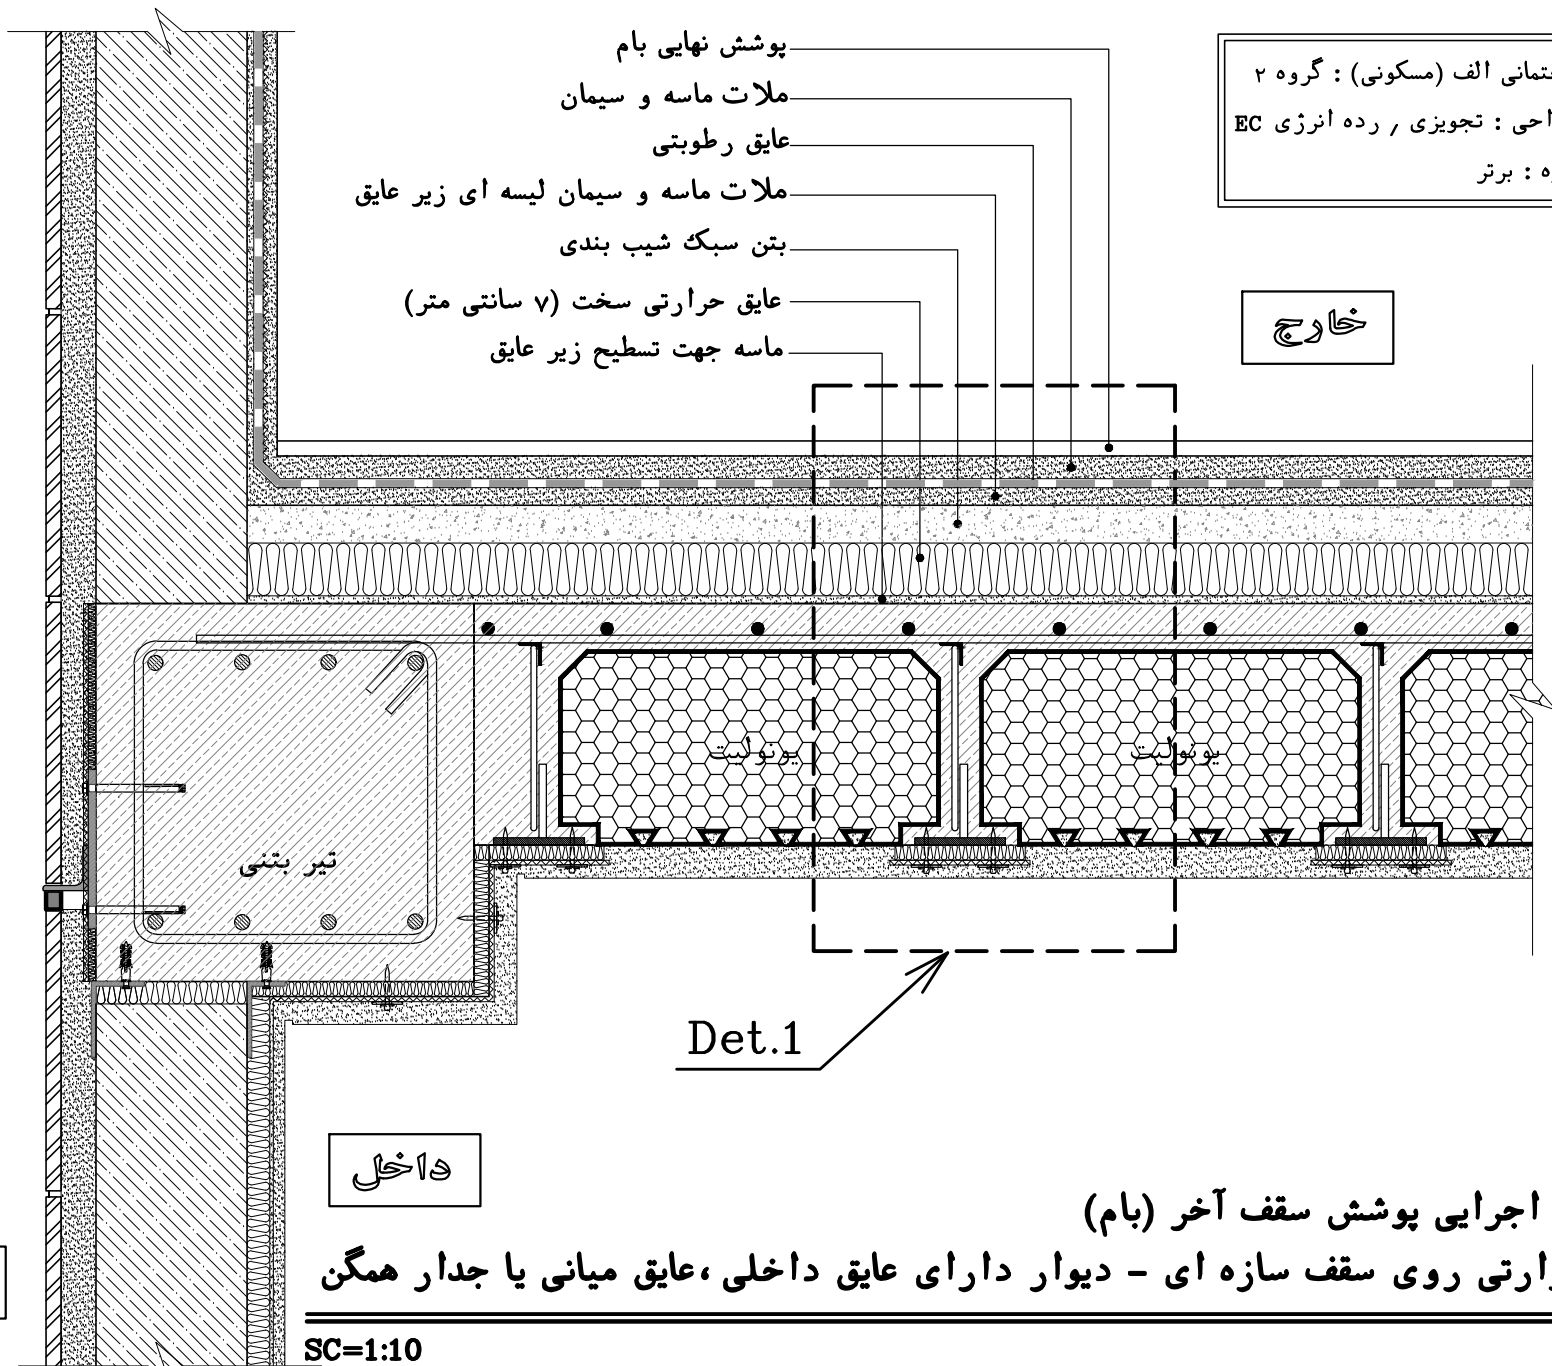 پوشش نهایی بام
ملات ماسه و سیمان
عایق رطوبتی
ملات ماسه و سیمان لیسه ای زیر عایق
بتن سبک شیب بندی
عایق حرارتی سخت (۷ سانتی متر)
ماسه جهت تسطیح زیر عایق
الف (مسکونی) : گروه ۲
: تجویزی , رده انرژی EC
: برتر
خارج
یونولیت
یونولیت
تیر بتنی
Det.1
داخل
اجرایی پوشش سقف آخر (بام)
روی سقف سازه ای - دیوار دارای عایق داخلی ،عایق میانی یا جدار همگن
SC=1:10